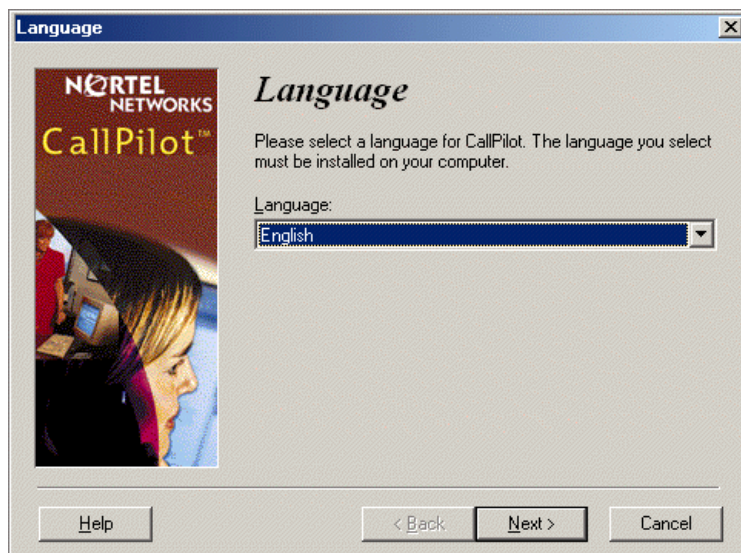 Language
NORTEL
NETWORKS
CallPilot™
Language
Please select a language for CallPilot. The language you select
must be installed on your computer.
Language:
English
Help
< Back
Next >
Cancel